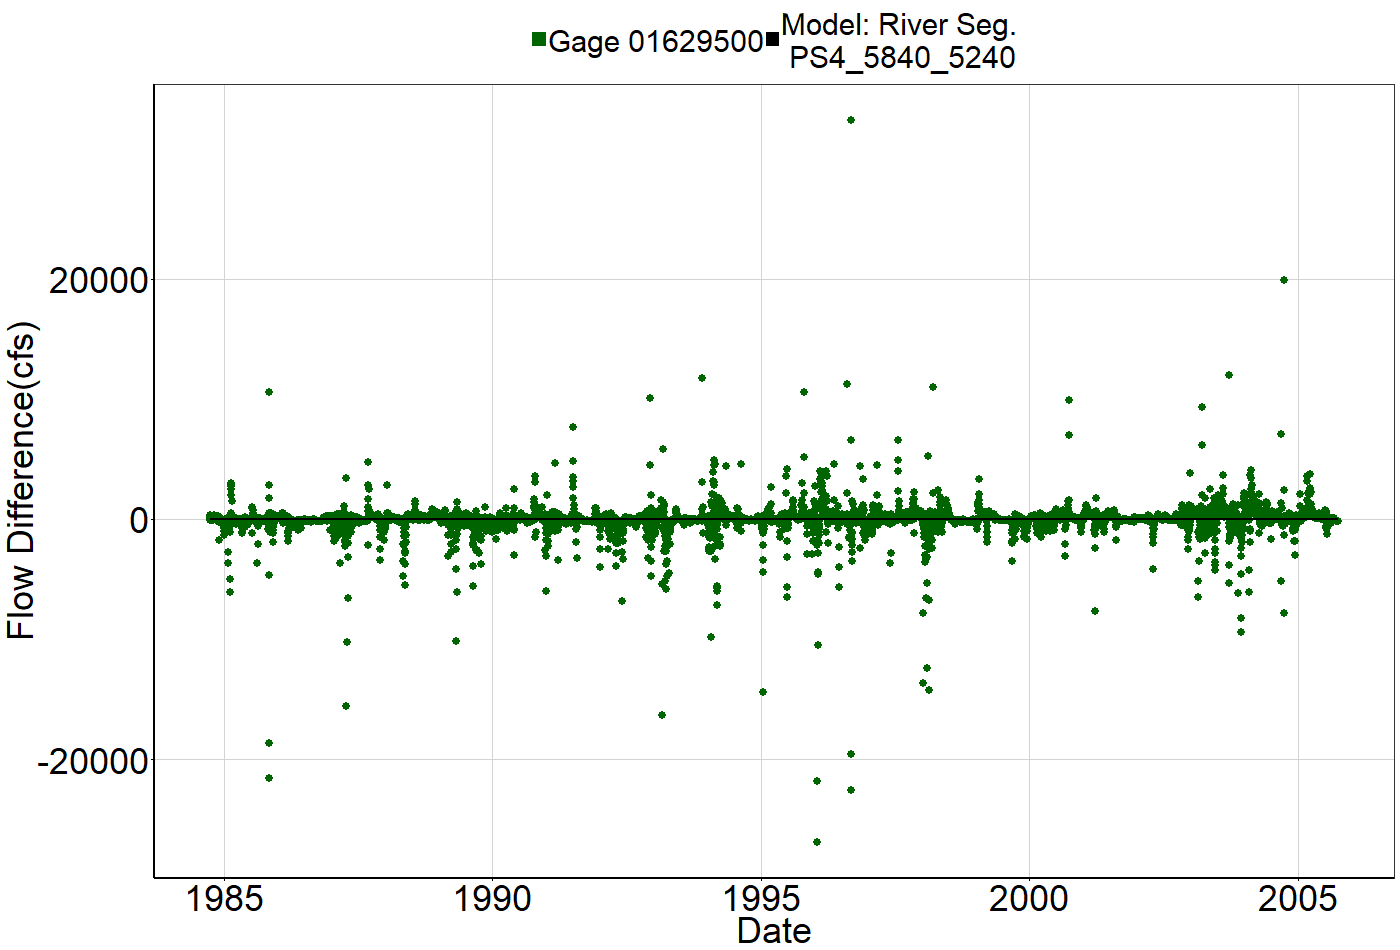 Gage 01629500
Model: River Seg.
PS4_5840_5240
Flow Difference(cfs)
20000
0
-20000
1985 1990 1995 2000 2005
Date